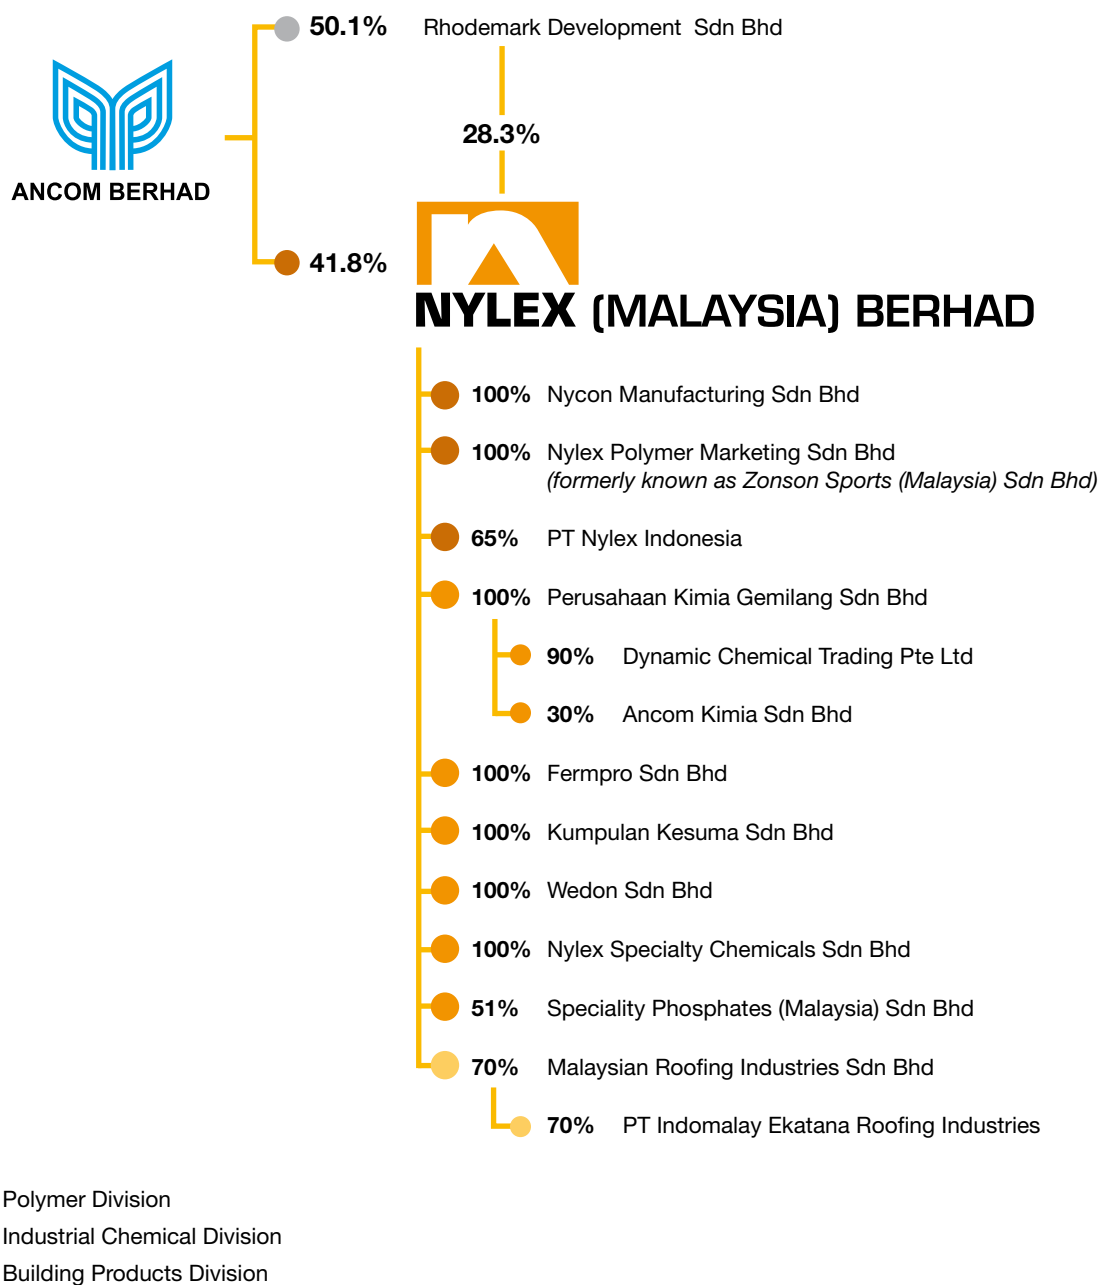 50.1% Rhodemark Development Sdn Bhd
28.3%
ANCOM BERHAD
41.8%
NYLEX (MALAYSIA) BERHAD
100% Nycon Manufacturing Sdn Bhd
100% Nylex Polymer Marketing Sdn Bhd
(formerly known as Zonson Sports (Malaysia) Sdn Bhd)
65% PT Nylex Indonesia
100% Perusahaan Kimia Gemilang Sdn Bhd
90% Dynamic Chemical Trading Pte Ltd
30% Ancom Kimia Sdn Bhd
100% Fermpro Sdn Bhd
100% Kumpulan Kesuma Sdn Bhd
100% Wedon Sdn Bhd
100% Nylex Specialty Chemicals Sdn Bhd
51% Speciality Phosphates (Malaysia) Sdn Bhd
70% Malaysian Roofing Industries Sdn Bhd
70% PT Indomalay Ekatana Roofing Industries
Polymer Division
Industrial Chemical Division
Building Products Division